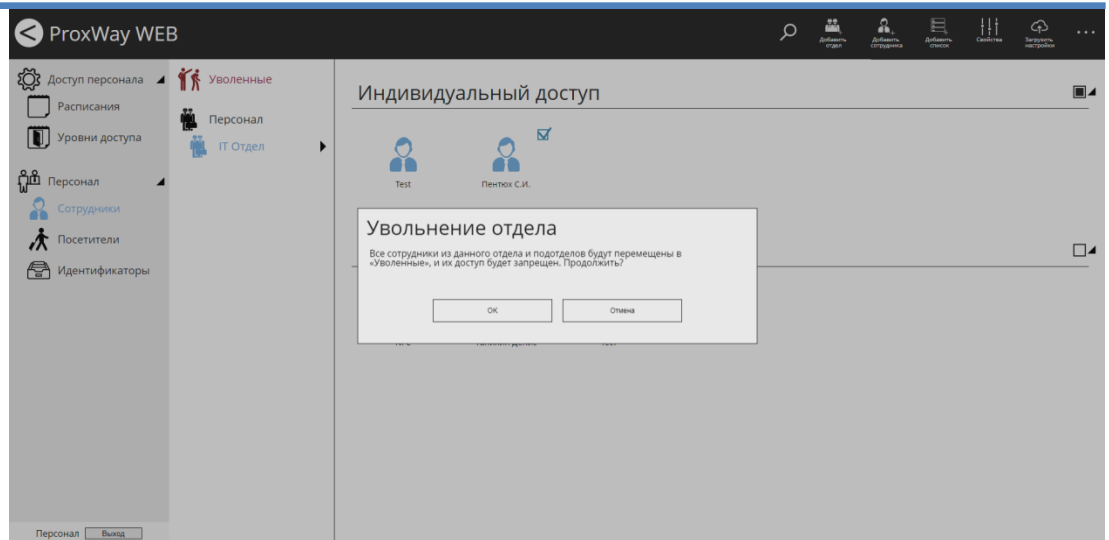 ProxWay WEB
Добавить отдел
Добавить сотрудника
Добавить список
Свойства
Загрузить настройки
Доступ персонала
Расписания
Уровни доступа
Персонал
Сотрудники
Посетители
Идентификаторы
Уволенные
Персонал
IT Отдел
Индивидуальный доступ
Test
Пентюх С.И.
Увольнение отдела
Все сотрудники из данного отдела и подотделов будут перемещены в
«Уволенные», и их доступ будет запрещен. Продолжить?
OK
Отмена
Персонал
Выход